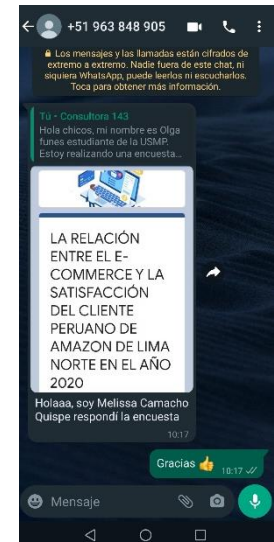 +51 963 848 905
Los mensajes y las llamadas están cifrados de
extremo a extremo. Nadie fuera de este chat, ni
siquiera WhatsApp, puede leerlos ni escucharlos.
Toca para obtener más información.
Tú • Consultora 143
Hola chicos, mi nombre es Olga
funes estudiante de la USMP.
Estoy realizando una encuesta...
LA RELACIÓN
ENTRE EL E-
COMMERCE Y LA
SATISFACCIÓN
DEL CLIENTE
PERUANO DE
AMAZON DE LIMA
NORTE EN EL AÑO
2020
Holaaa, soy Melissa Camacho
Quispe respondí la encuesta
10:17
Gracias 👍 10:17
Mensaje